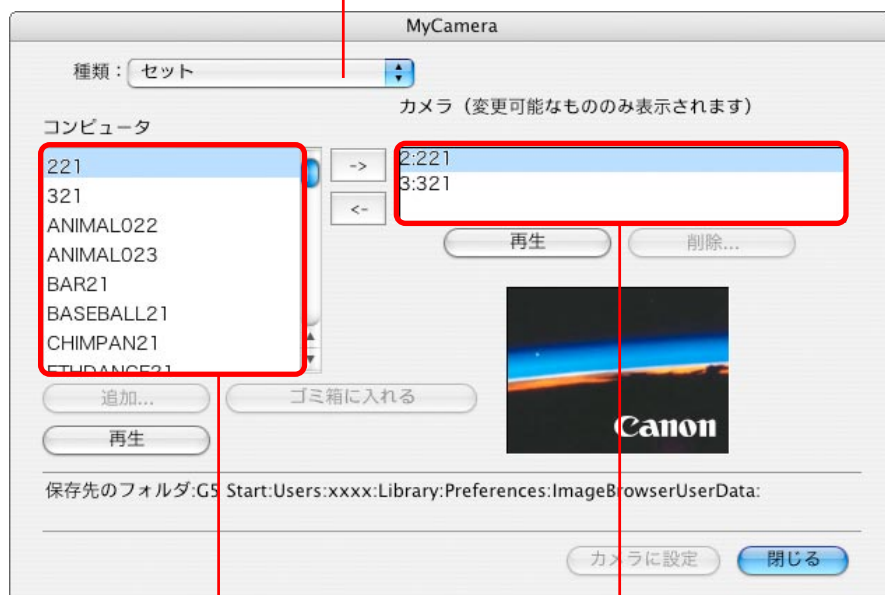 MyCamera
種類：セット
カメラ（変更可能なもののみ表示されます）
コンピュータ
221
321
ANIMAL022
ANIMAL023
BAR21
BASEBALL21
CHIMPAN21
ETHDANCE21
->
<-
2:221
3:321
再生
削除...
Canon
追加...
ゴミ箱に入れる
再生
保存先のフォルダ:G5 Start:Users:xxxx:Library:Preferences:ImageBrowserUserData:
カメラに設定
閉じる